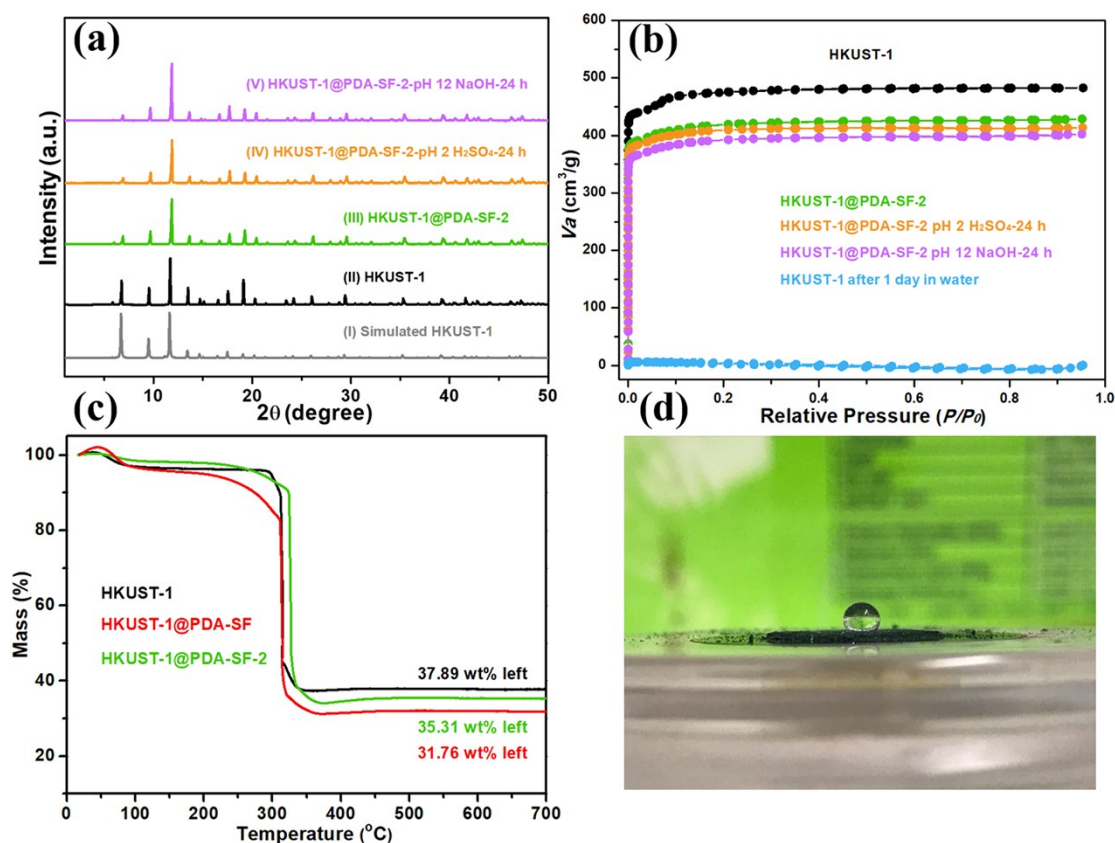 (a)
(V) HKUST-1@PDA-SF-2-pH 12 NaOH-24 h
(IV) HKUST-1@PDA-SF-2-pH 2 H₂SO₄-24 h
(III) HKUST-1@PDA-SF-2
(II) HKUST-1
(I) Simulated HKUST-1
Intensity (a.u.)
10 20 30 40 50
2θ (degree)
(b)
HKUST-1
HKUST-1@PDA-SF-2
HKUST-1@PDA-SF-2 pH 2 H₂SO₄-24 h
HKUST-1@PDA-SF-2 pH 12 NaOH-24 h
HKUST-1 after 1 day in water
Va (cm³/g)
600
500
400
300
200
100
0
0.0 0.2 0.4 0.6 0.8 1.0
Relative Pressure (P/P₀)
(c)
HKUST-1
HKUST-1@PDA-SF
HKUST-1@PDA-SF-2
37.89 wt% left
35.31 wt% left
31.76 wt% left
Mass (%)
100
80
60
40
20
0 100 200 300 400 500 600 700
Temperature (°C)
(d)